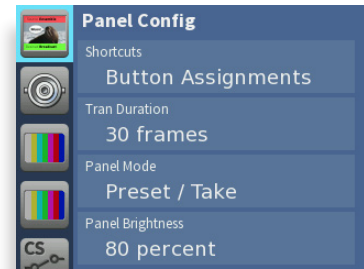 Panel Config
Shortcuts
Button Assignments
Tran Duration
30 frames
Panel Mode
Preset / Take
Panel Brightness
80 percent
CS